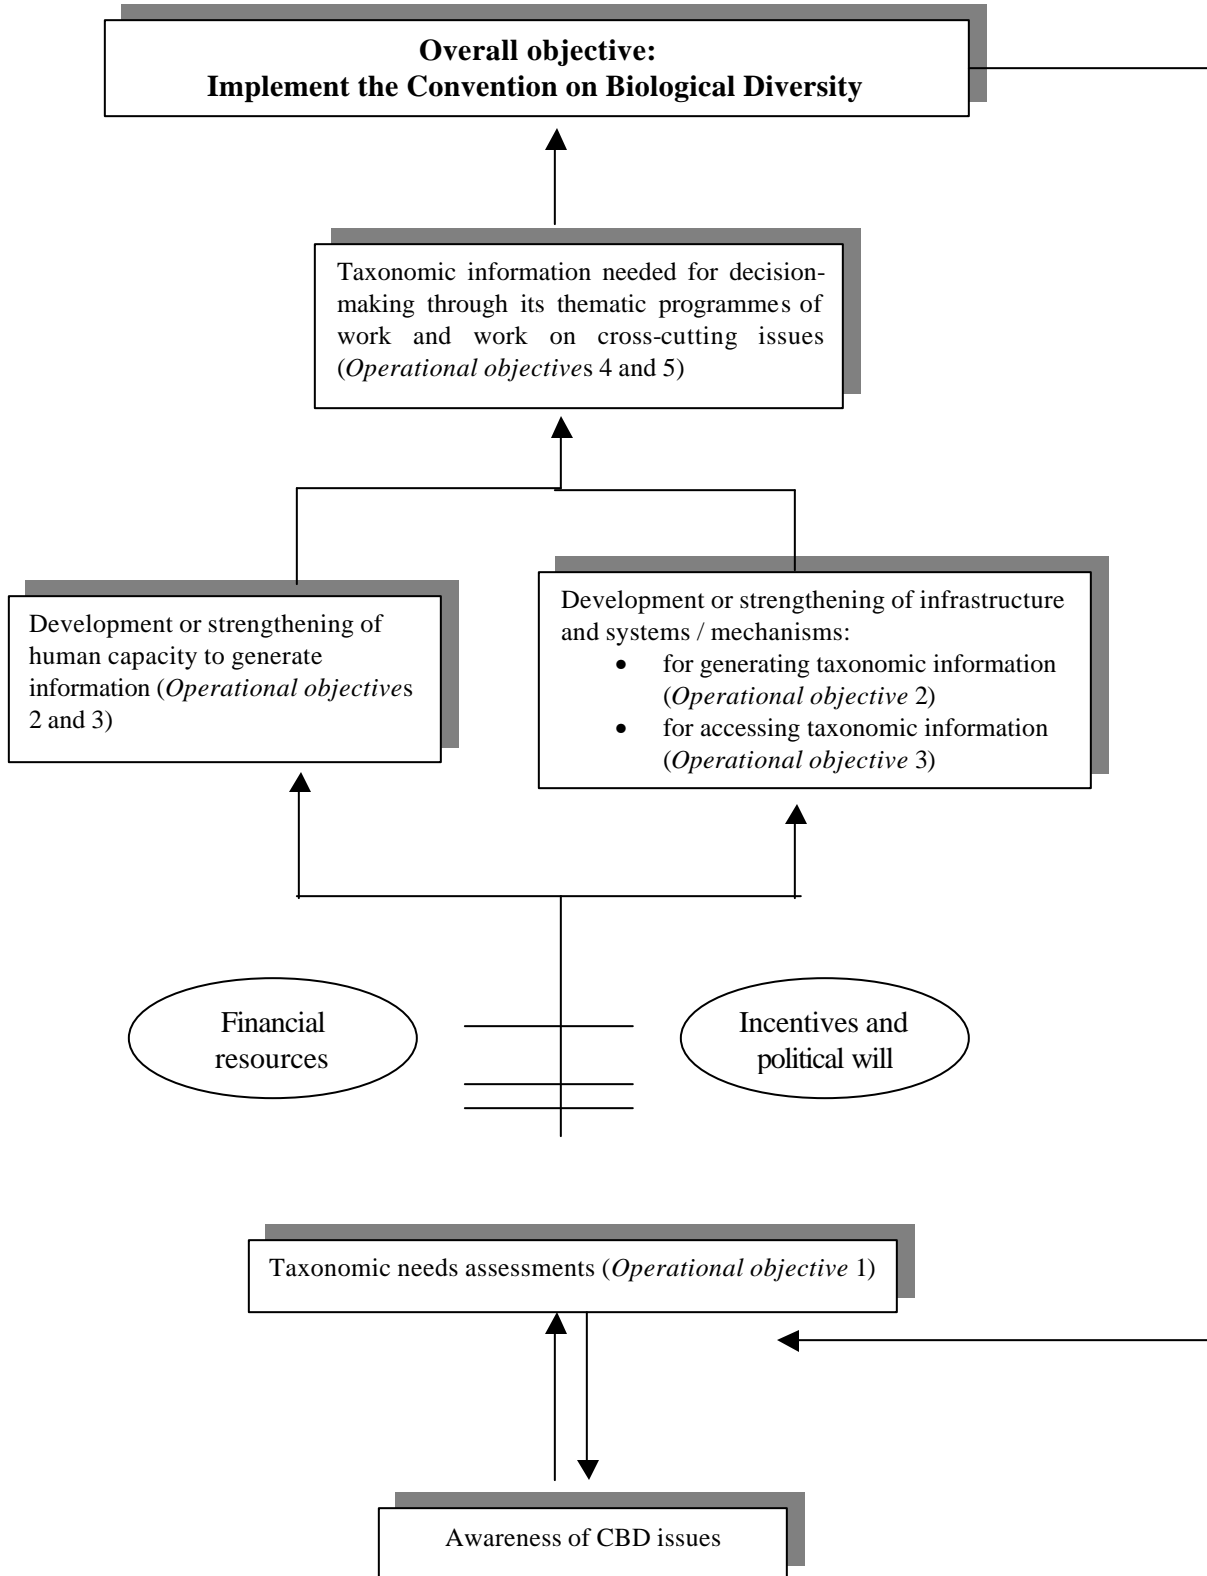 Overall objective:
Implement the Convention on Biological Diversity
Taxonomic information needed for decision-
making through its thematic programmes of
work and work on cross-cutting issues
(Operational objectives 4 and 5)
Development or strengthening of
human capacity to generate
information (Operational objectives
2 and 3)
Development or strengthening of infrastructure
and systems / mechanisms:
• for generating taxonomic information
(Operational objective 2)
• for accessing taxonomic information
(Operational objective 3)
Financial
resources
Incentives and
political will
Taxonomic needs assessments (Operational objective 1)
Awareness of CBD issues